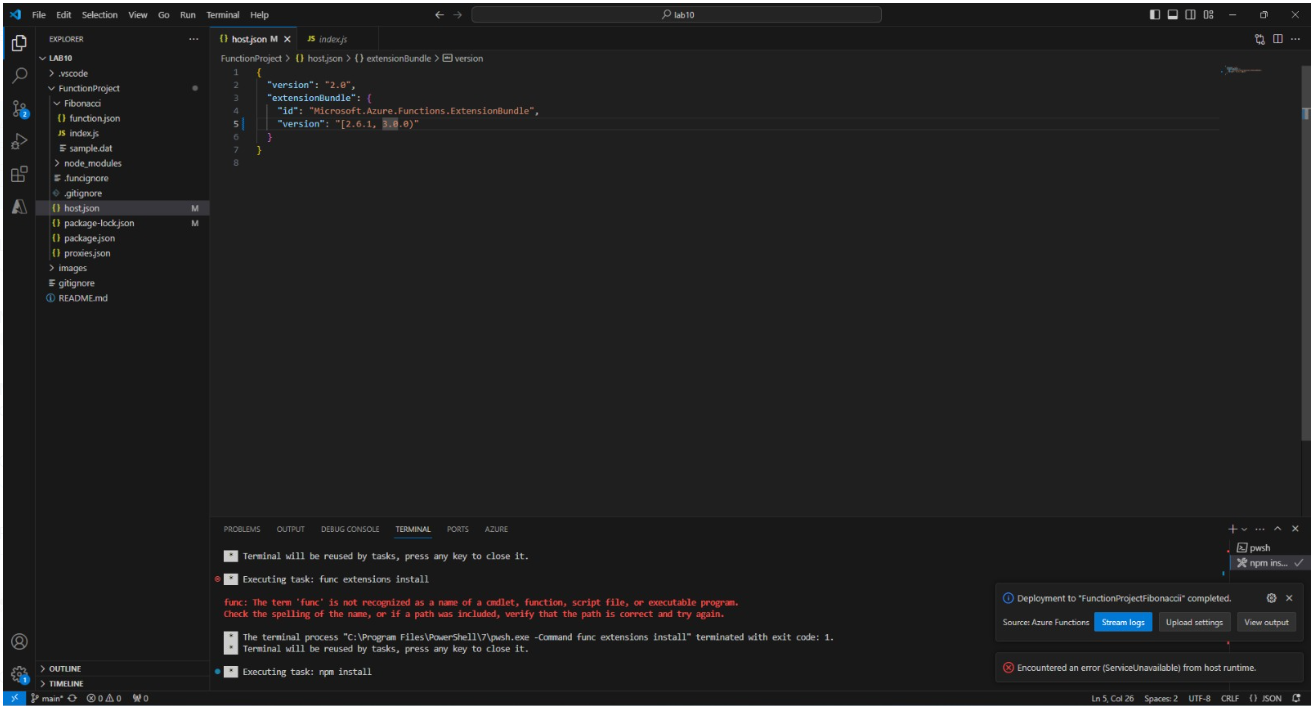 File Edit Selection View Go Run Terminal Help
lab10
EXPLORER
{} host.json M
JS index.js
LAB10
FunctionProject > {} host.json > {} extensionBundle > version
.vscode
FunctionProject
Fibonacci
{} function.json
JS index.js
sample.dat
node_modules
.funcignore
.gitignore
{} host.json M
{} package-lock.json M
{} package.json
{} proxies.json
images
gitignore
README.md
1 {
2 "version": "2.0",
3 "extensionBundle": {
4 "id": "Microsoft.Azure.Functions.ExtensionBundle",
5 "version": "[2.6.1, 3.0.0)"
6 }
7 }
8
PROBLEMS OUTPUT DEBUG CONSOLE TERMINAL PORTS AZURE
* Terminal will be reused by tasks, press any key to close it.
* Executing task: func extensions install
func: The term 'func' is not recognized as a name of a cmdlet, function, script file, or executable program.
Check the spelling of the name, or if a path was included, verify that the path is correct and try again.
* The terminal process "C:\Program Files\PowerShell\7\pwsh.exe -Command func extensions install" terminated with exit code: 1.
* Terminal will be reused by tasks, press any key to close it.
* Executing task: npm install
pwsh
npm ins...
Deployment to "FunctionProjectFibonaccii" completed.
Source: Azure Functions
Stream logs
Upload settings
View output
Encountered an error (ServiceUnavailable) from host runtime.
OUTLINE
TIMELINE
2
1
main* 0 0 0
Ln 5, Col 26 Spaces: 2 UTF-8 CRLF {} JSON